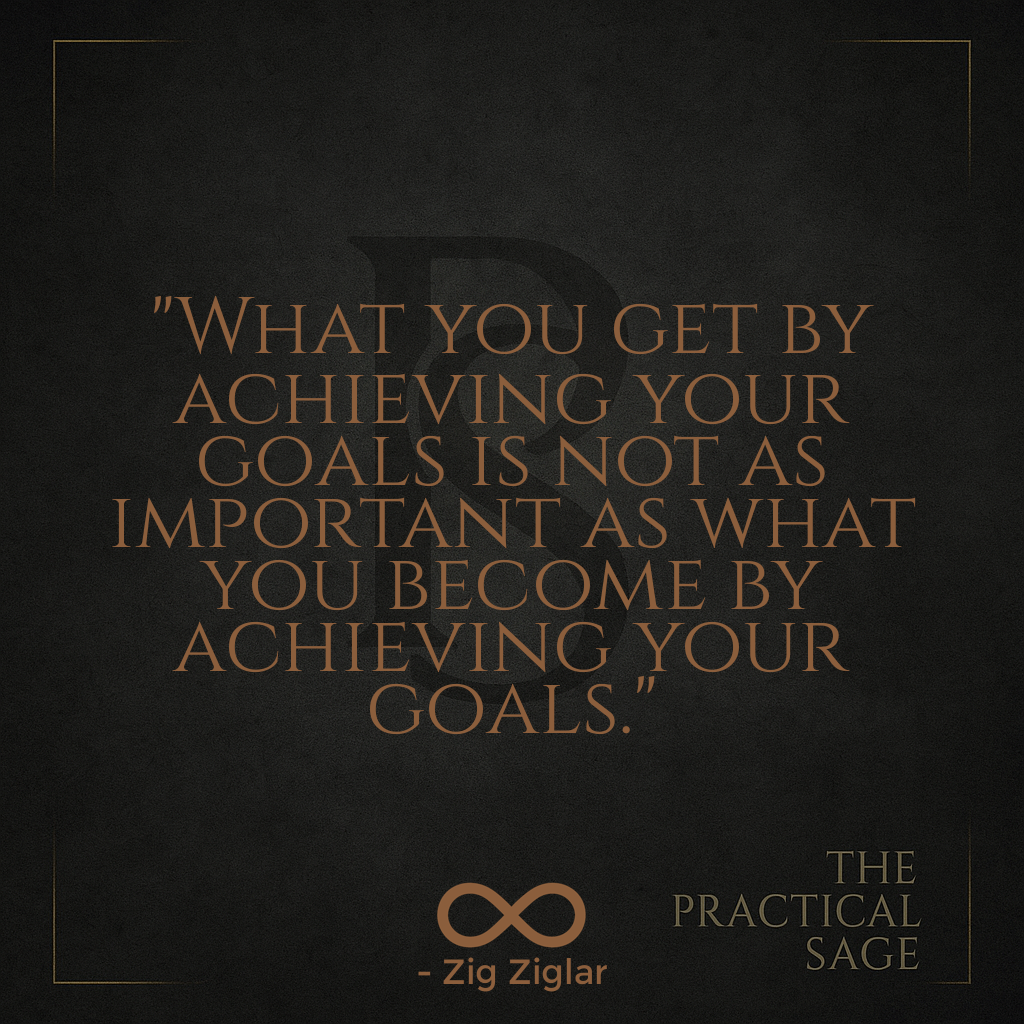 "What you get by
achieving your
goals is not as
important as what
you become by
achieving your
goals."
- Zig Ziglar
THE
PRACTICAL
SAGE